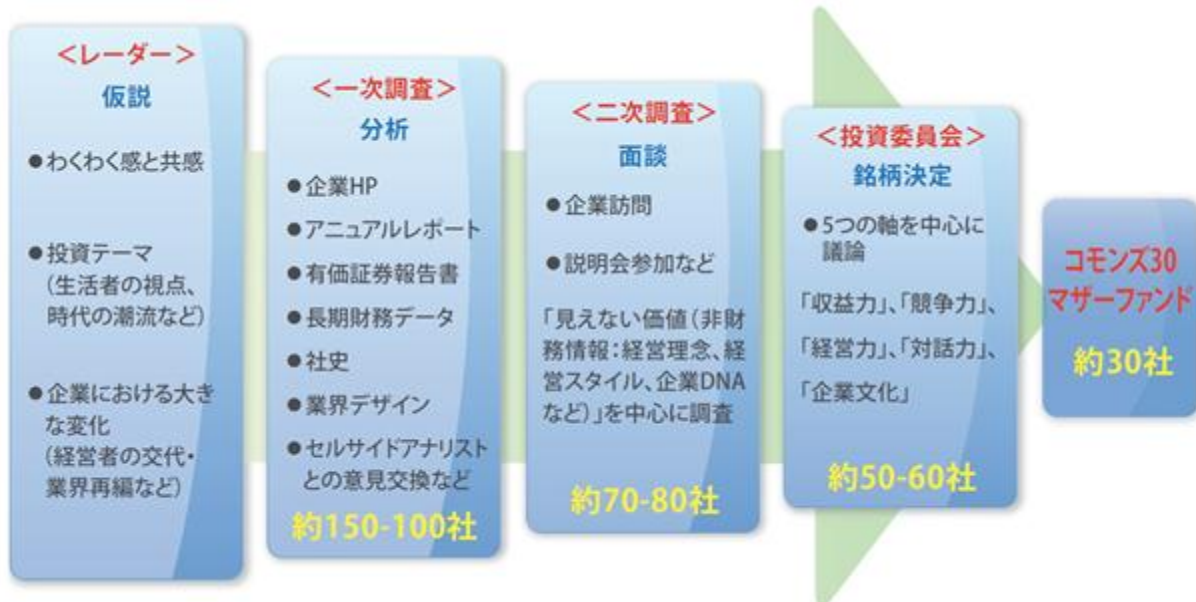 <レーダー>
仮説
●わくわく感と共感
●投資テーマ
(生活者の視点、
時代の潮流など)
●企業における大き
な変化
(経営者の交代・
業界再編など)
<一次調査>
分析
●企業HP
●アニュアルレポート
●有価証券報告書
●長期財務データ
●社史
●業界デザイン
●セルサイドアナリスト
との意見交換など
約150-100社
<二次調査>
面談
●企業訪問
●説明会参加など
「見えない価値(非財
務情報:経営理念、経
営スタイル、企業DNA
など)」を中心に調査
約70-80社
<投資委員会>
銘柄決定
●5つの軸を中心に
議論
「収益力」、「競争力」、
「経営力」、「対話力」、
「企業文化」
約50-60社
コモンズ30
マザーファンド
約30社